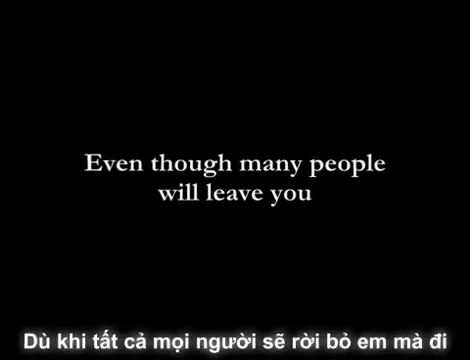 Even though many people
will leave you
Dù khi tất cả mọi người sẽ rời bỏ em mà đi